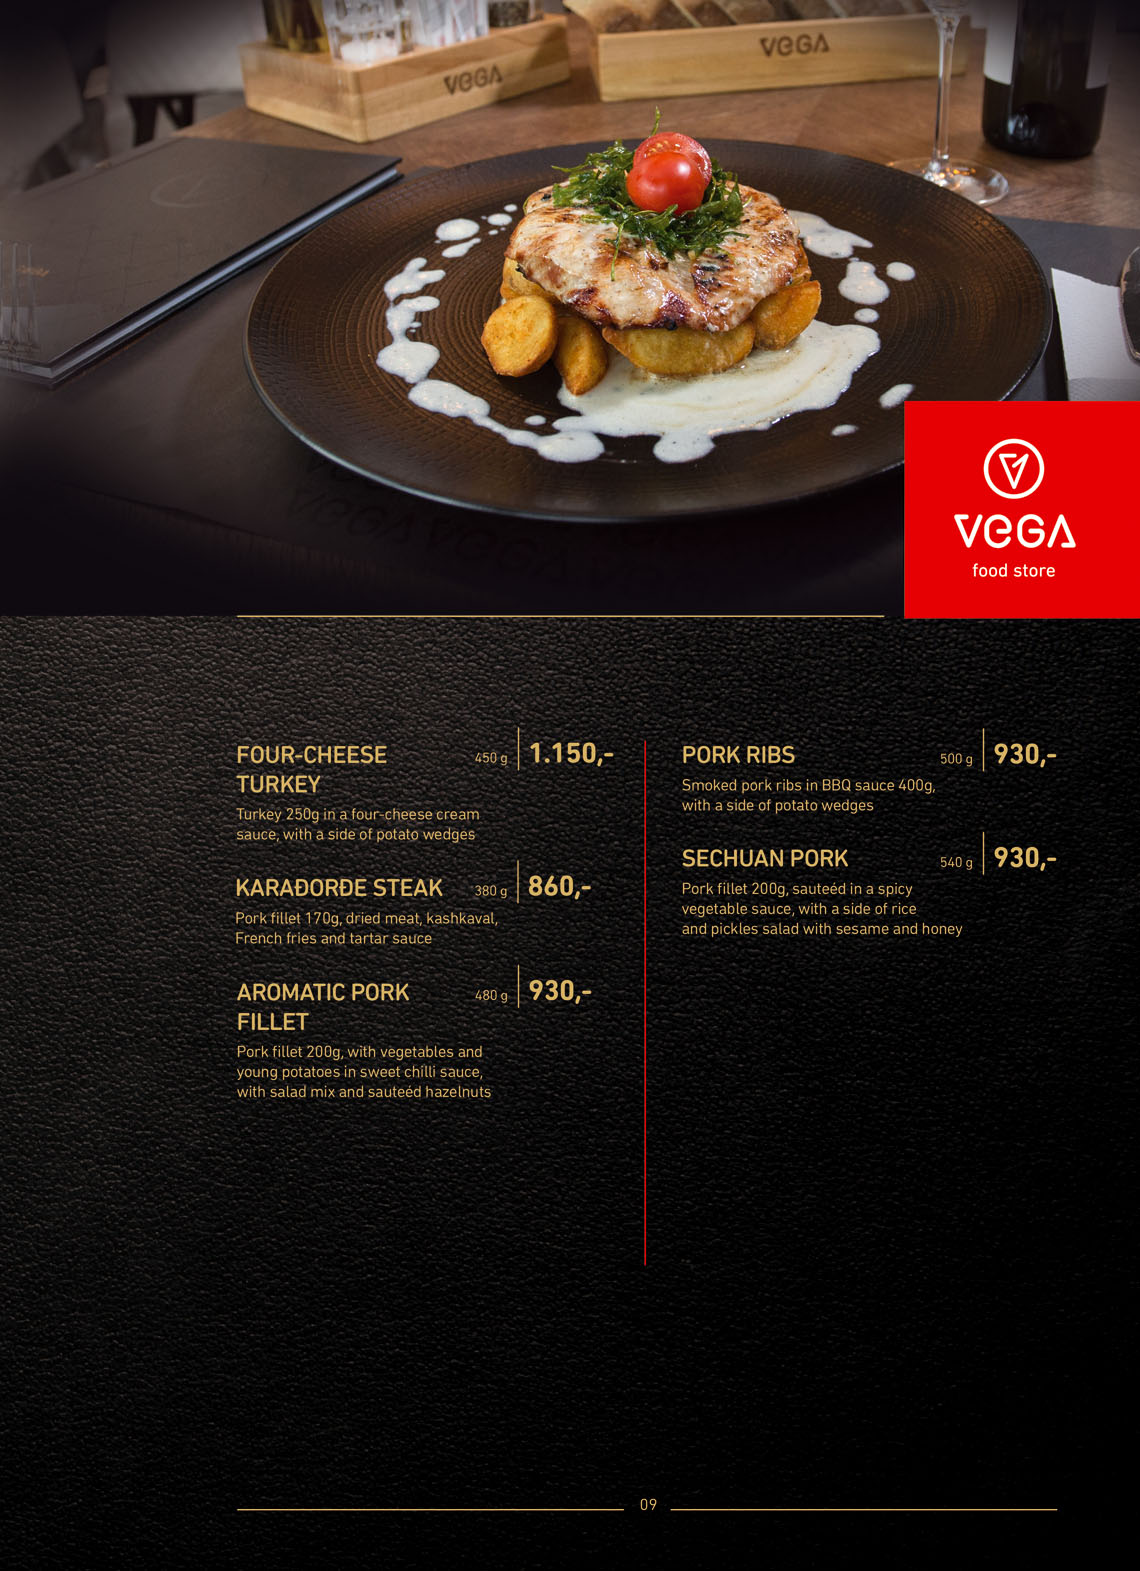 VEGA
VEGA
VEGA
food store
FOUR-CHEESE
TURKEY
450 g
1.150,-
Turkey 250g in a four-cheese cream
sauce, with a side of potato wedges
KARAĐORĐE STEAK
380 g
860,-
Pork fillet 170g, dried meat, kashkaval,
French fries and tartar sauce
AROMATIC PORK
FILLET
480 g
930,-
Pork fillet 200g, with vegetables and
young potatoes in sweet chilli sauce,
with salad mix and sauteéd hazelnuts
PORK RIBS
500 g
930,-
Smoked pork ribs in BBQ sauce 400g,
with a side of potato wedges
SECHUAN PORK
540 g
930,-
Pork fillet 200g, sauteéd in a spicy
vegetable sauce, with a side of rice
and pickles salad with sesame and honey
09